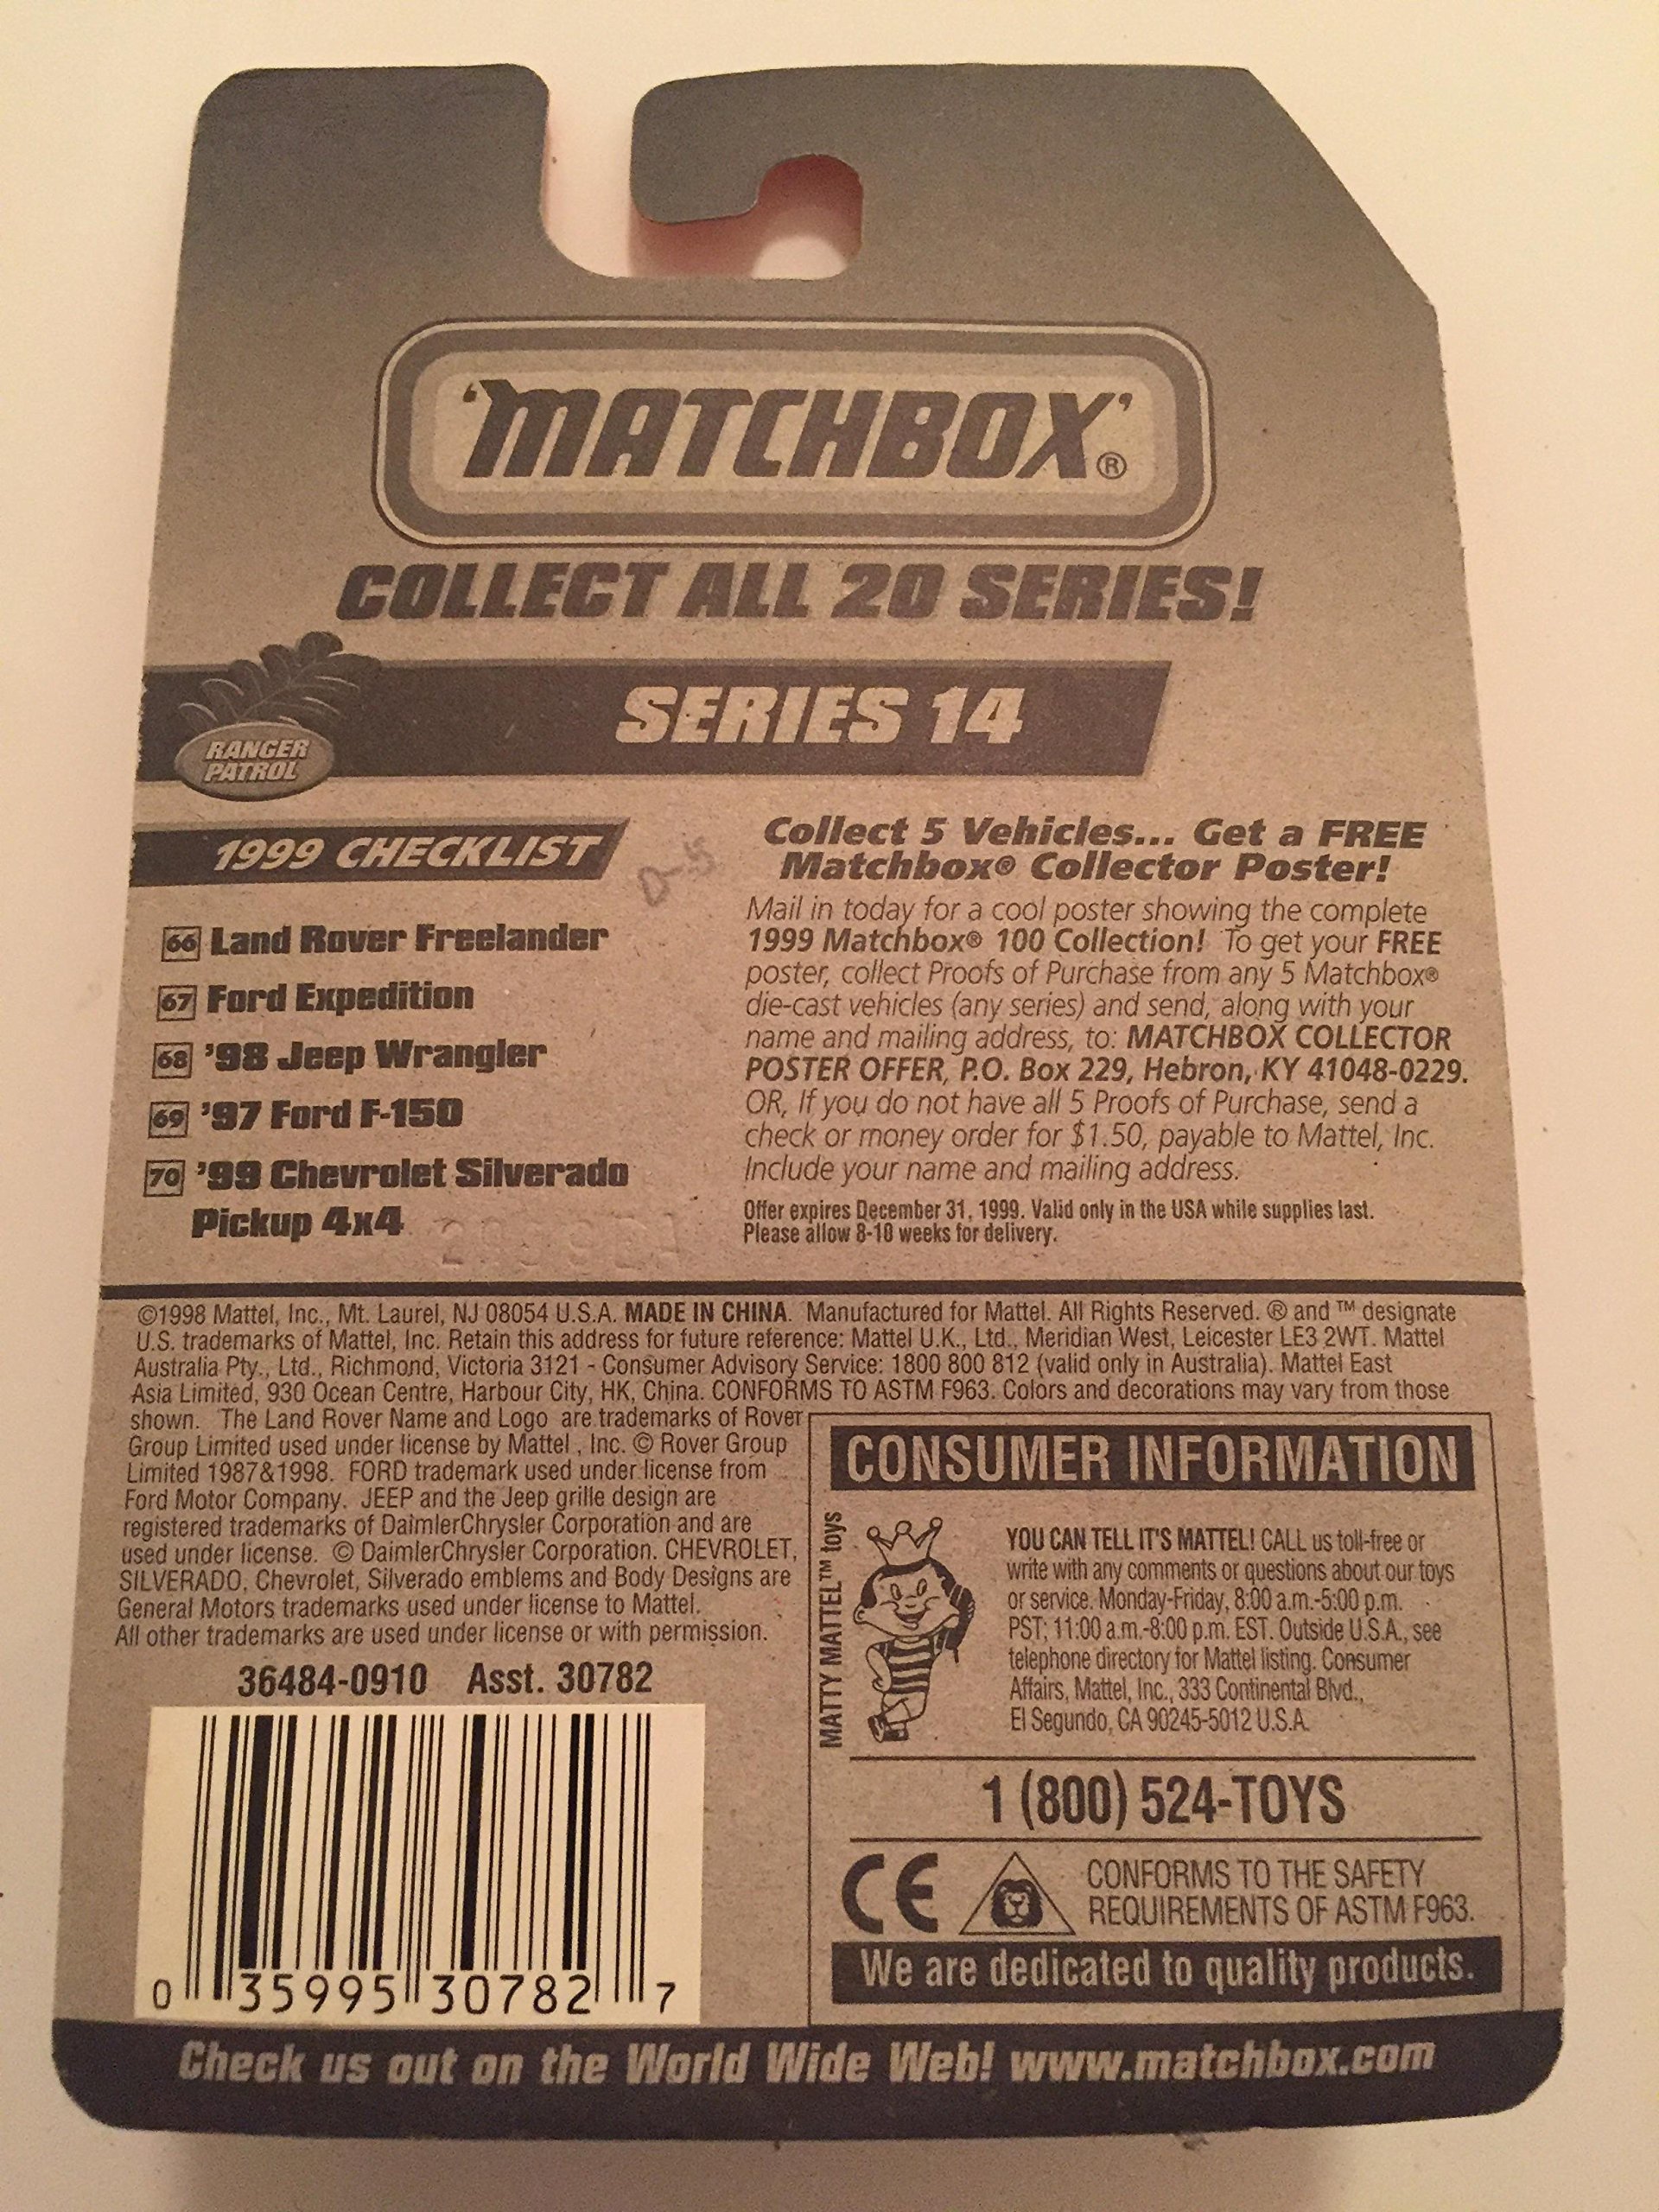 'MATCHBOX'®
COLLECT ALL 20 SERIES!
SERIES 14
RANGER
PATROL
1999 CHECKLIST
D-5
66 Land Rover Freelander
67 Ford Expedition
68 '98 Jeep Wrangler
69 '97 Ford F-150
70 '99 Chevrolet Silverado
Pickup 4x4
Collect 5 Vehicles... Get a FREE
Matchbox® Collector Poster!
Mail in today for a cool poster showing the complete
1999 Matchbox® 100 Collection! To get your FREE
poster, collect Proofs of Purchase from any 5 Matchbox®
die-cast vehicles (any series) and send, along with your
name and mailing address, to: MATCHBOX COLLECTOR
POSTER OFFER, P.O. Box 229, Hebron, KY 41048-0229.
OR, If you do not have all 5 Proofs of Purchase, send a
check or money order for $1.50, payable to Mattel, Inc.
Include your name and mailing address.
Offer expires December 31, 1999. Valid only in the USA while supplies last.
Please allow 8-10 weeks for delivery.
©1998 Mattel, Inc., Mt. Laurel, NJ 08054 U.S.A. MADE IN CHINA. Manufactured for Mattel. All Rights Reserved. ® and ™ designate
U.S. trademarks of Mattel, Inc. Retain this address for future reference: Mattel U.K., Ltd., Meridian West, Leicester LE3 2WT. Mattel
Australia Pty., Ltd., Richmond, Victoria 3121 - Consumer Advisory Service: 1800 800 812 (valid only in Australia). Mattel East
Asia Limited, 930 Ocean Centre, Harbour City, HK, China. CONFORMS TO ASTM F963. Colors and decorations may vary from those
shown. The Land Rover Name and Logo are trademarks of Rover
Group Limited used under license by Mattel , Inc. © Rover Group
Limited 1987&1998. FORD trademark used under license from
Ford Motor Company. JEEP and the Jeep grille design are
registered trademarks of DaimlerChrysler Corporation and are
used under license. © DaimlerChrysler Corporation. CHEVROLET,
SILVERADO, Chevrolet, Silverado emblems and Body Designs are
General Motors trademarks used under license to Mattel.
All other trademarks are used under license or with permission.
36484-0910 Asst. 30782
0 35995 30782 7
CONSUMER INFORMATION
MATTY MATTEL™ toys
YOU CAN TELL IT'S MATTEL! CALL us toll-free or
write with any comments or questions about our toys
or service. Monday-Friday, 8:00 a.m.-5:00 p.m.
PST; 11:00 a.m.-8:00 p.m. EST. Outside U.S.A., see
telephone directory for Mattel listing. Consumer
Affairs, Mattel, Inc., 333 Continental Blvd.,
El Segundo, CA 90245-5012 U.S.A.
1 (800) 524-TOYS
CE
CONFORMS TO THE SAFETY
REQUIREMENTS OF ASTM F963.
We are dedicated to quality products.
Check us out on the World Wide Web! www.matchbox.com